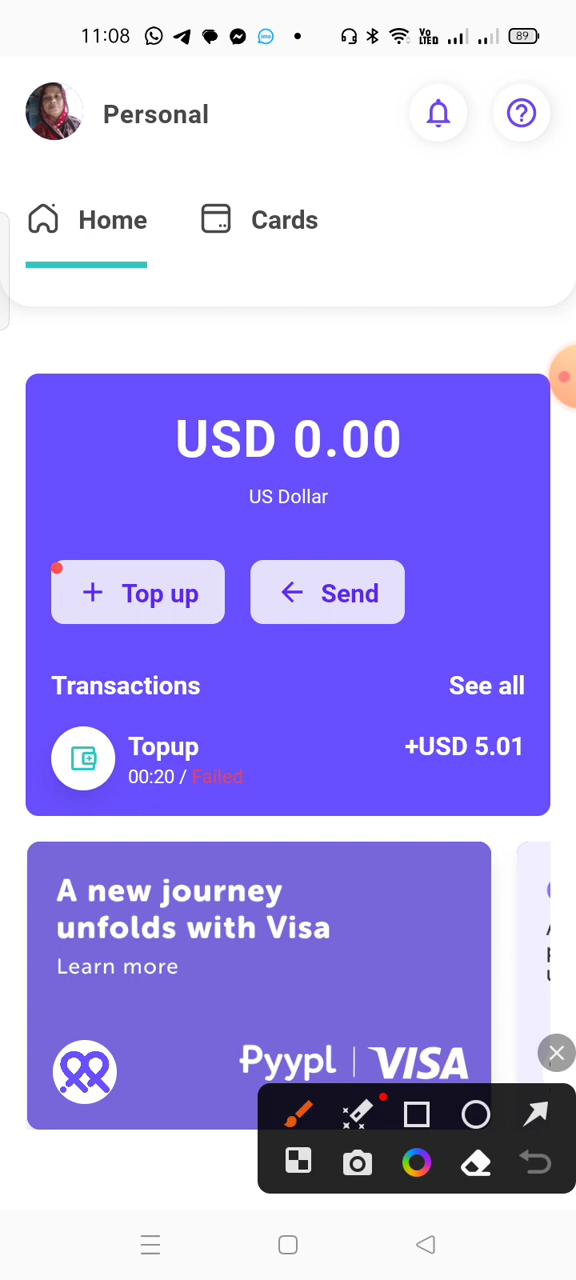 11:08 89
Personal
Home Cards
USD 0.00
US Dollar
+ Top up Send
Transactions See all
Topup +USD 5.01
00:20 / Failed
A new journey
unfolds with Visa
Learn more
Pyypl | VISA